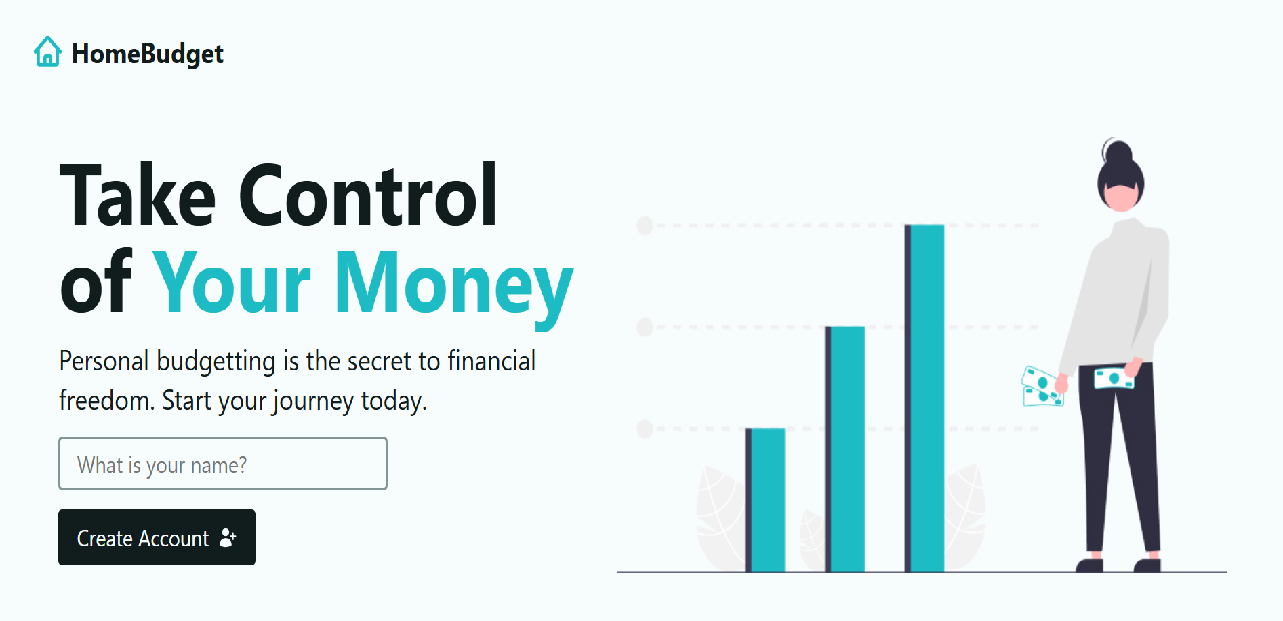 HomeBudget
Take Control
of Your Money
Personal budgetting is the secret to financial
freedom. Start your journey today.
What is your name?
Create Account